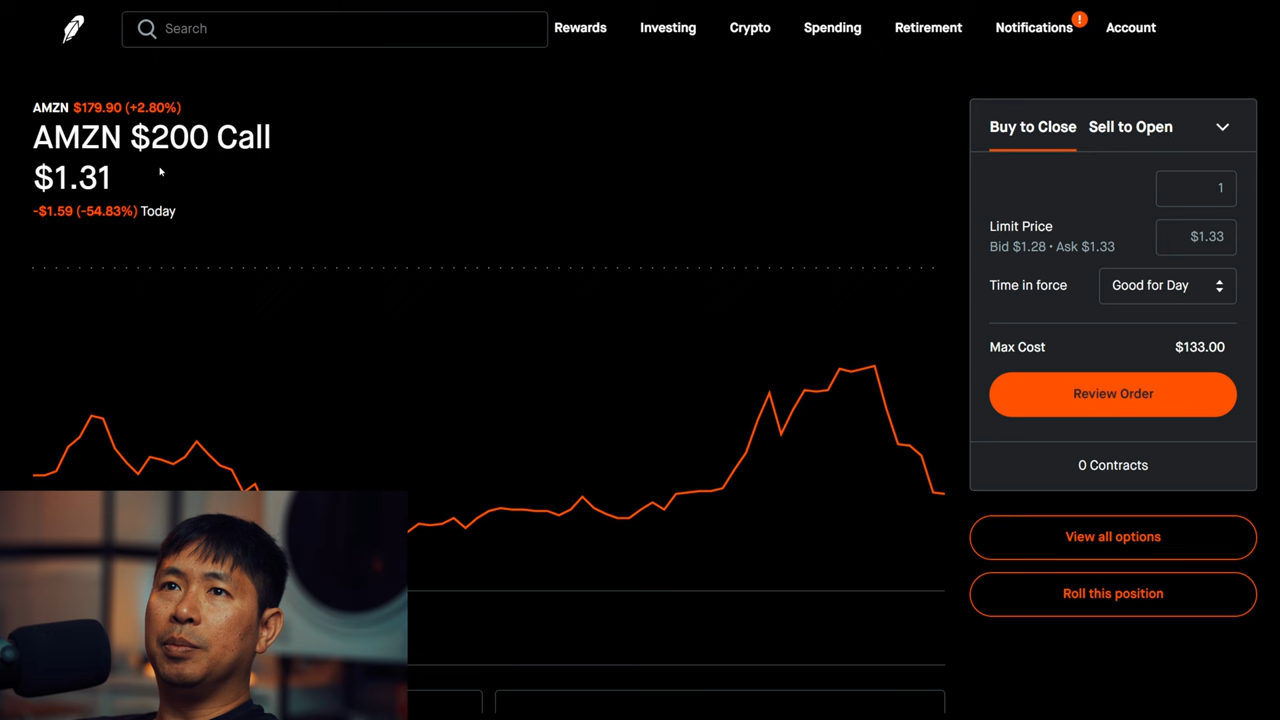 Search
Rewards
Investing
Crypto
Spending
Retirement
Notifications
!
Account
AMZN $179.90 (+2.80%)
AMZN $200 Call
$1.31
-$1.59 (-54.83%) Today
Buy to Close
Sell to Open
1
Limit Price
Bid $1.28 • Ask $1.33
$1.33
Time in force
Good for Day
Max Cost
$133.00
Review Order
0 Contracts
View all options
Roll this position